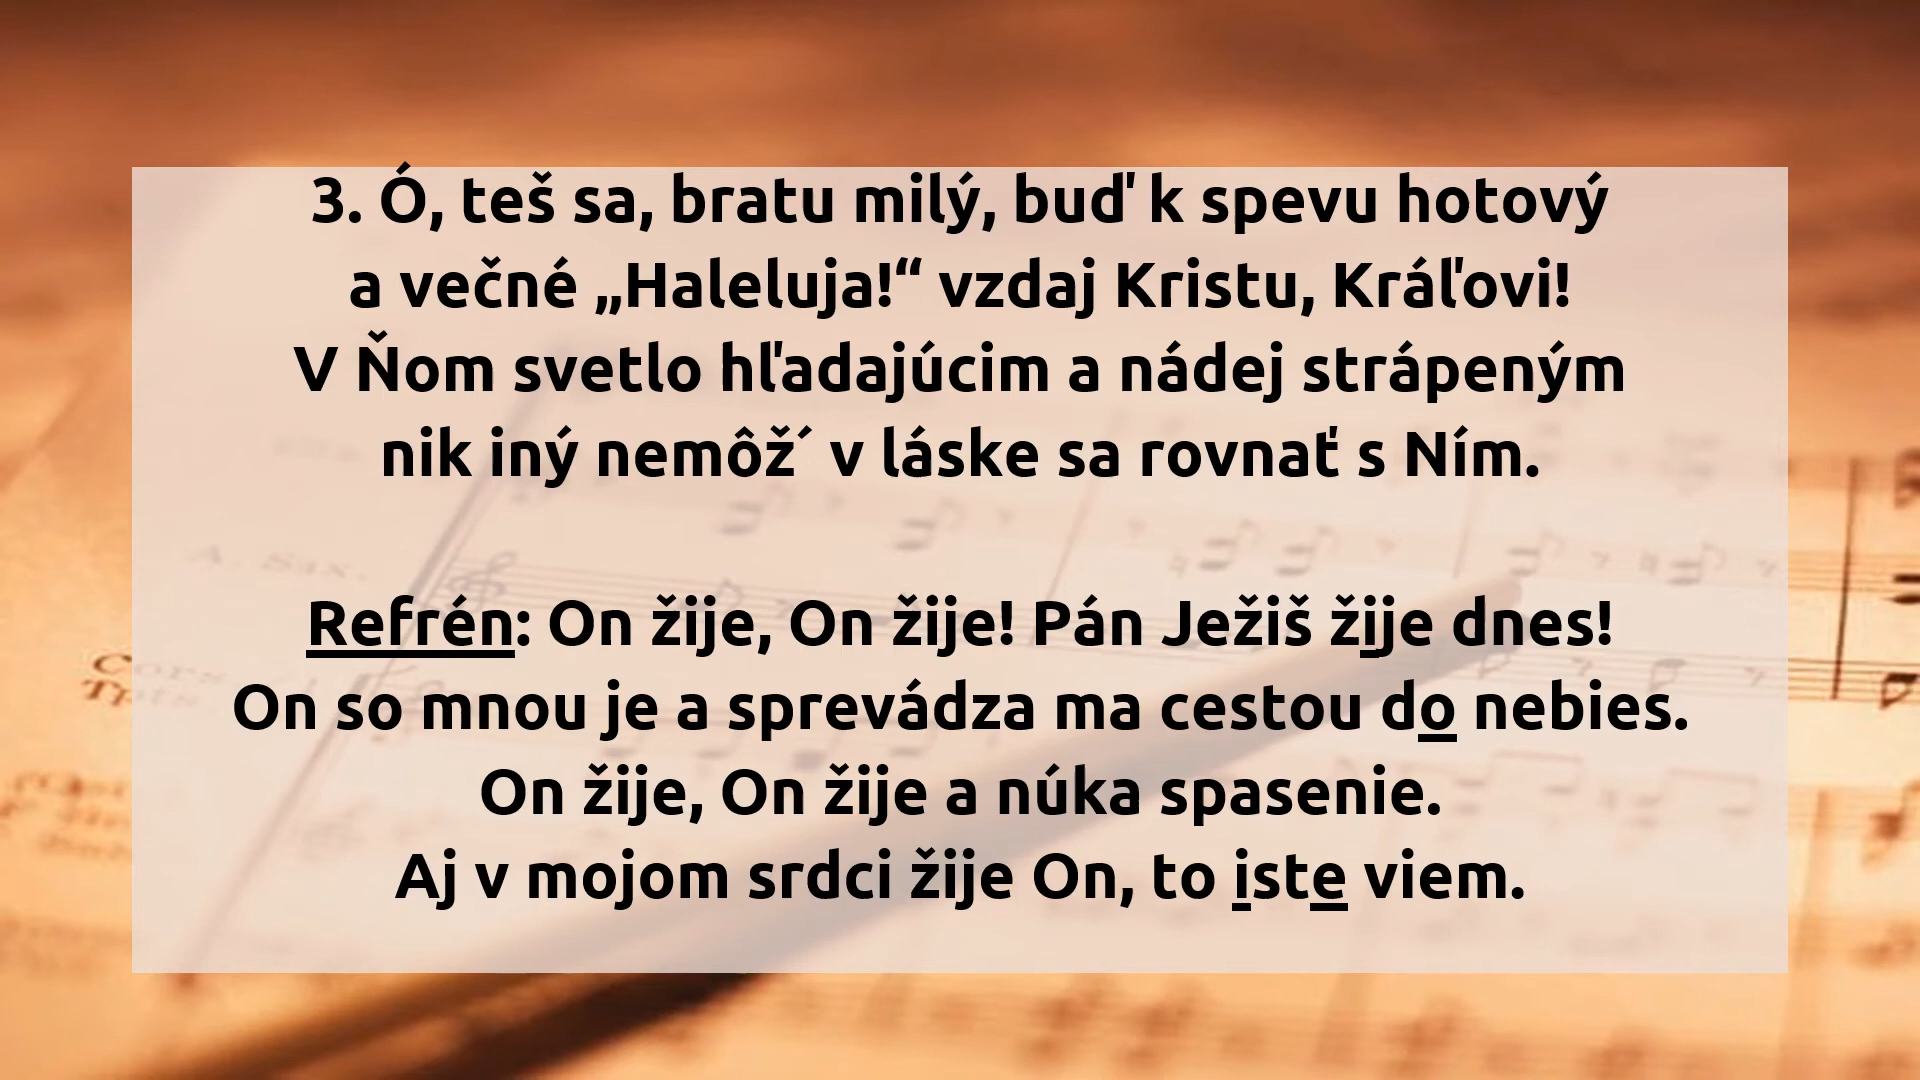 3. Ó, teš sa, bratu milý, buď k spevu hotový
a večné „Haleluja!“ vzdaj Kristu, Kráľovi!
V Ňom svetlo hľadajúcim a nádej strápeným
nik iný nemôž´ v láske sa rovnať s Ním.
Refrén: On žije, On žije! Pán Ježiš žije dnes!
On so mnou je a sprevádza ma cestou do nebies.
On žije, On žije a núka spasenie.
Aj v mojom srdci žije On, to iste viem.
A. Sax.
Tpts